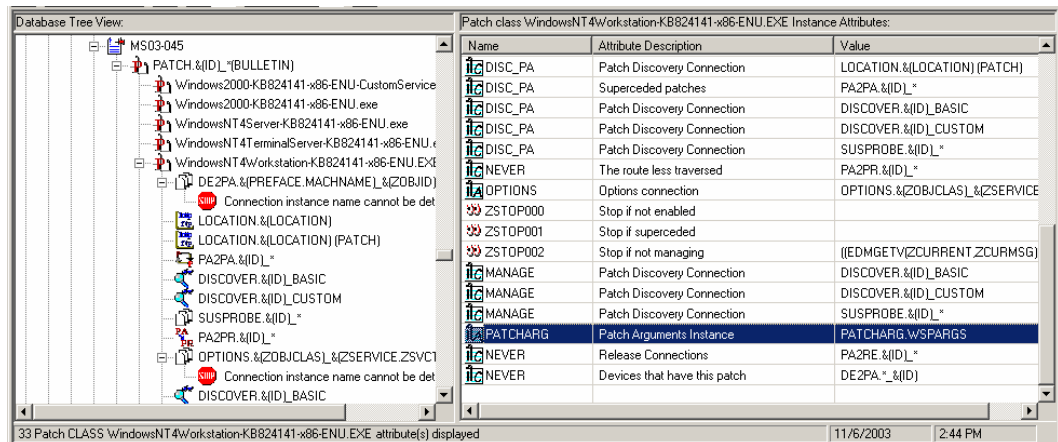 Database Tree View:
MS03-045
PATCH.&(ID)_*(BULLETIN)
Windows2000-KB824141-x86-ENU-CustomService
Windows2000-KB824141-x86-ENU.exe
WindowsNT4Server-KB824141-x86-ENU.exe
WindowsNT4TerminalServer-KB824141-x86-ENU.e
WindowsNT4Workstation-KB824141-x86-ENU.EXE
DE2PA.&(PREFACE.MACHNAME)_&(ZOBJID)
STOP Connection instance name cannot be det
LOCATION.&(LOCATION)
LOCATION.&(LOCATION) (PATCH)
PA2PA.&(ID)_*
DISCOVER.&(ID)_BASIC
DISCOVER.&(ID)_CUSTOM
SUSPROBE.&(ID)_*
PA2PR.&(ID)_*
OPTIONS.&(ZOBJCLAS)_&(ZSERVICE.ZSVCT
STOP Connection instance name cannot be det
DISCOVER.&(ID)_BASIC
Patch class WindowsNT4Workstation-KB824141-x86-ENU.EXE Instance Attributes:
Name Attribute Description Value
DISC_PA Patch Discovery Connection LOCATION.&(LOCATION) (PATCH)
DISC_PA Superceded patches PA2PA.&(ID)_*
DISC_PA Patch Discovery Connection DISCOVER.&(ID)_BASIC
DISC_PA Patch Discovery Connection DISCOVER.&(ID)_CUSTOM
DISC_PA Patch Discovery Connection SUSPROBE.&(ID)_*
NEVER The route less traversed PA2PR.&(ID)_*
OPTIONS Options connection OPTIONS.&(ZOBJCLAS)_&(ZSERVICE
ZSTOP000 Stop if not enabled
ZSTOP001 Stop if superceded
ZSTOP002 Stop if not managing ((EDMGETV(ZCURRENT,ZCURMSG)
MANAGE Patch Discovery Connection DISCOVER.&(ID)_BASIC
MANAGE Patch Discovery Connection DISCOVER.&(ID)_CUSTOM
MANAGE Patch Discovery Connection SUSPROBE.&(ID)_*
PATCHARG Patch Arguments Instance PATCHARG.WSPARGS
NEVER Release Connections PA2RE.&(ID)_*
NEVER Devices that have this patch DE2PA.*_&(ID)
33 Patch CLASS WindowsNT4Workstation-KB824141-x86-ENU.EXE attribute(s) displayed
11/6/2003 2:44 PM